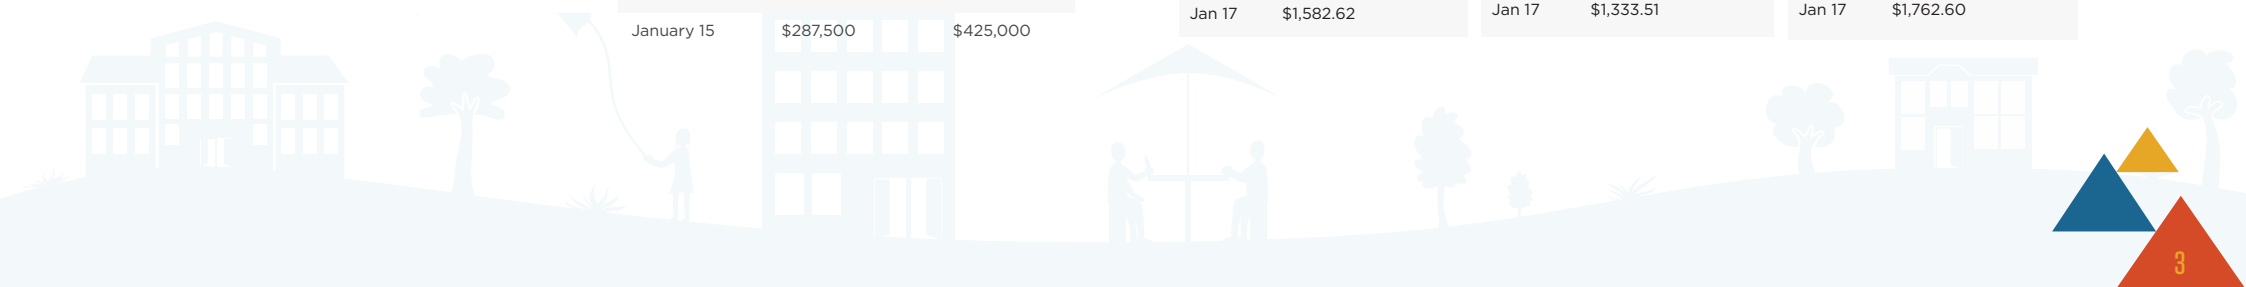 January 15 $287,500 $425,000
Jan 17 $1,582.62
Jan 17 $1,333.51
Jan 17 $1,762.60
3